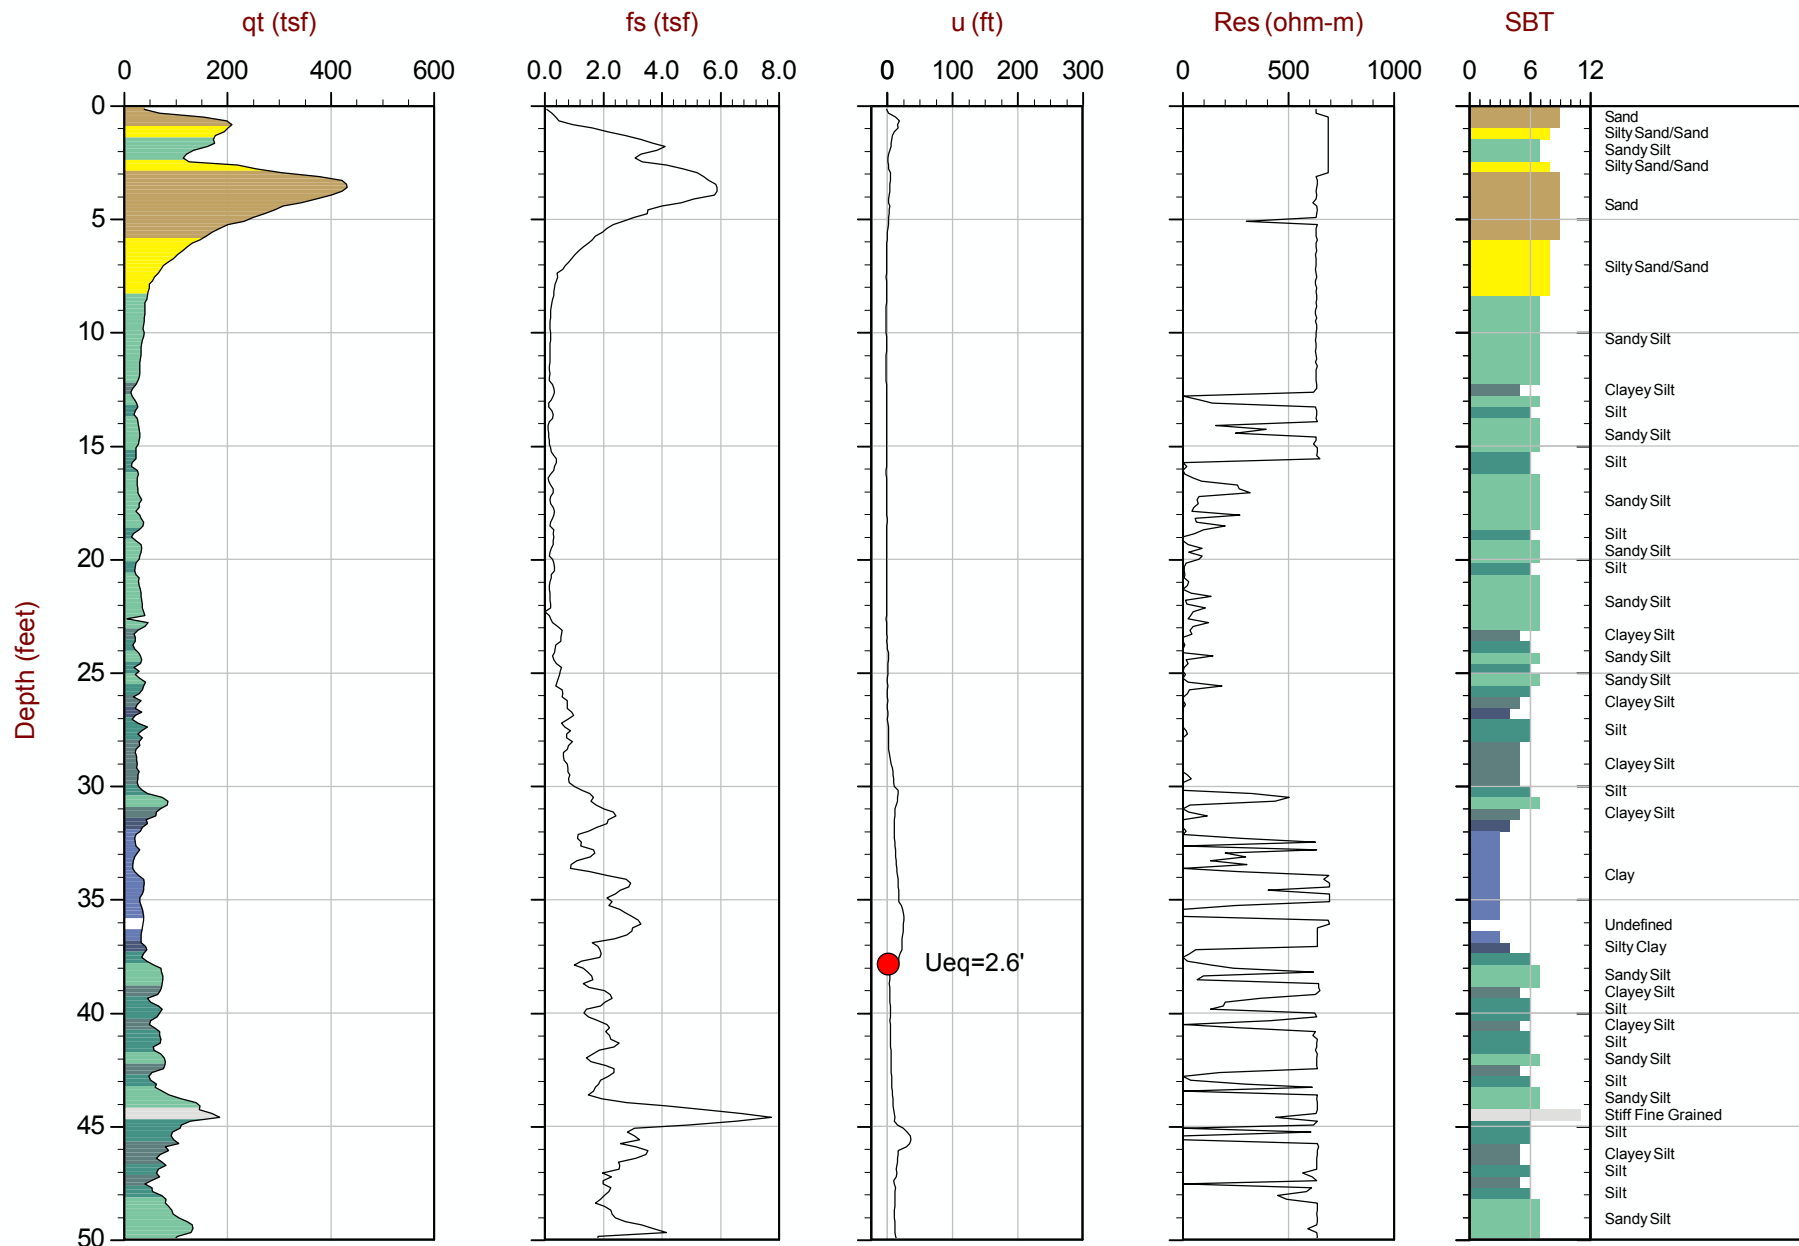 qt (tsf)
fs (tsf)
u (ft)
Res (ohm-m)
SBT
0 200 400 600
0.0 2.0 4.0 6.0 8.0
0 100 200 300
0 500 1000
0 6 12
Depth (feet)
0
5
10
15
20
25
30
35
40
45
50
Ueq=2.6'
Sand
Silty Sand/Sand
Sandy Silt
Silty Sand/Sand
Sand
Silty Sand/Sand
Sandy Silt
Clayey Silt
Silt
Sandy Silt
Silt
Sandy Silt
Silt
Sandy Silt
Silt
Sandy Silt
Clayey Silt
Sandy Silt
Sandy Silt
Clayey Silt
Silt
Clayey Silt
Silt
Clayey Silt
Clay
Undefined
Silty Clay
Sandy Silt
Clayey Silt
Silt
Clayey Silt
Silt
Sandy Silt
Silt
Sandy Silt
Stiff Fine Grained
Silt
Clayey Silt
Silt
Silt
Sandy Silt